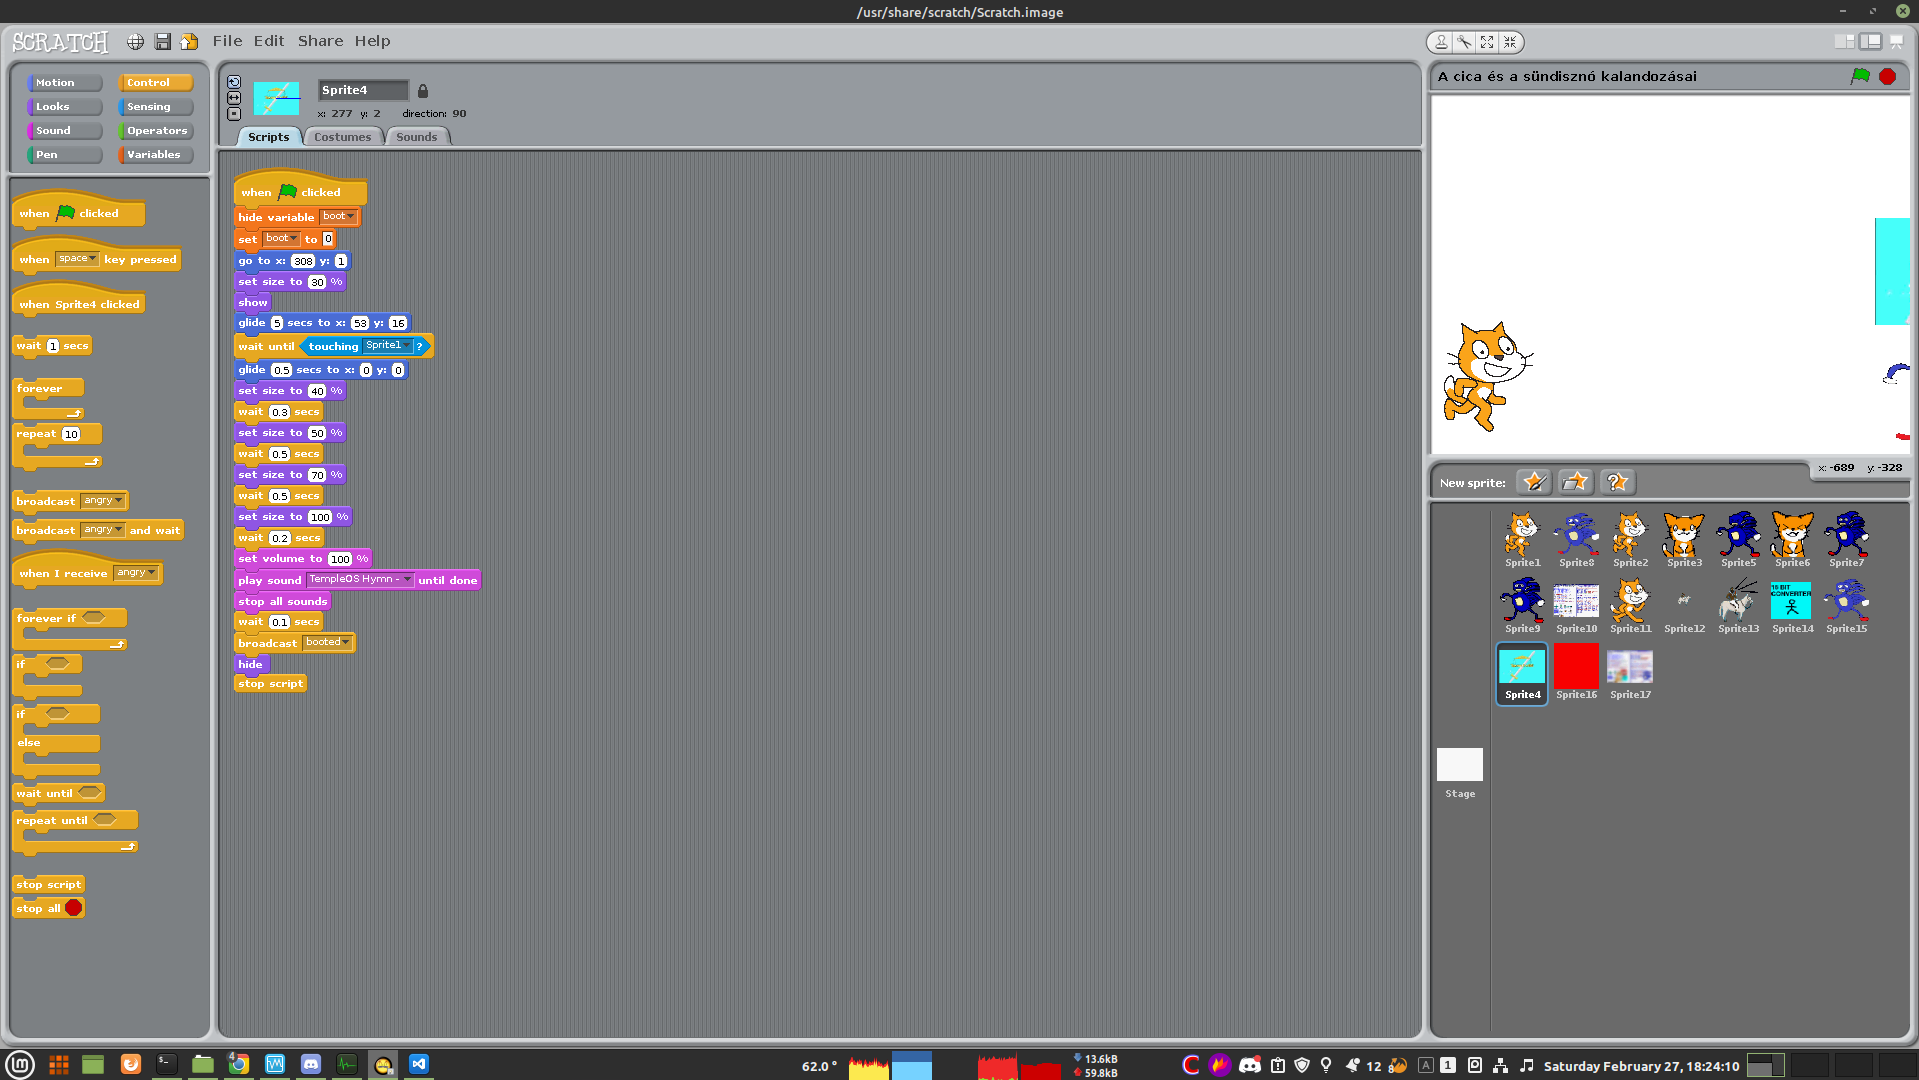 /usr/share/scratch/Scratch.image
SCRATCH
File Edit Share Help
Motion Control
Looks Sensing
Sound Operators
Pen Variables
when clicked
when space key pressed
when Sprite4 clicked
wait 1 secs
forever
repeat 10
broadcast angry
broadcast angry and wait
when I receive angry
forever if
if
if
else
wait until
repeat until
stop script
stop all
Sprite4
x: 277 y: 2 direction: 90
Scripts Costumes Sounds
when clicked
hide variable boot
set boot to 0
go to x: 308 y: 1
set size to 30 %
show
glide 5 secs to x: 53 y: 16
wait until touching Sprite1 ?
glide 0.5 secs to x: 0 y: 0
set size to 40 %
wait 0.3 secs
set size to 50 %
wait 0.5 secs
set size to 70 %
wait 0.5 secs
set size to 100 %
wait 0.2 secs
set volume to 100 %
play sound TempleOS Hymn - until done
stop all sounds
wait 0.1 secs
broadcast booted
hide
stop script
A cica és a sündisznó kalandozásai
x: -689 y: -328
New sprite:
Sprite1 Sprite8 Sprite2 Sprite3 Sprite5 Sprite6 Sprite7
16 BIT
CONVERTER
Sprite9 Sprite10 Sprite11 Sprite12 Sprite13 Sprite14 Sprite15
Sprite4 Sprite16 Sprite17
Stage
62.0 °
13.6kB
59.8kB
12
A
1
Saturday February 27, 18:24:10